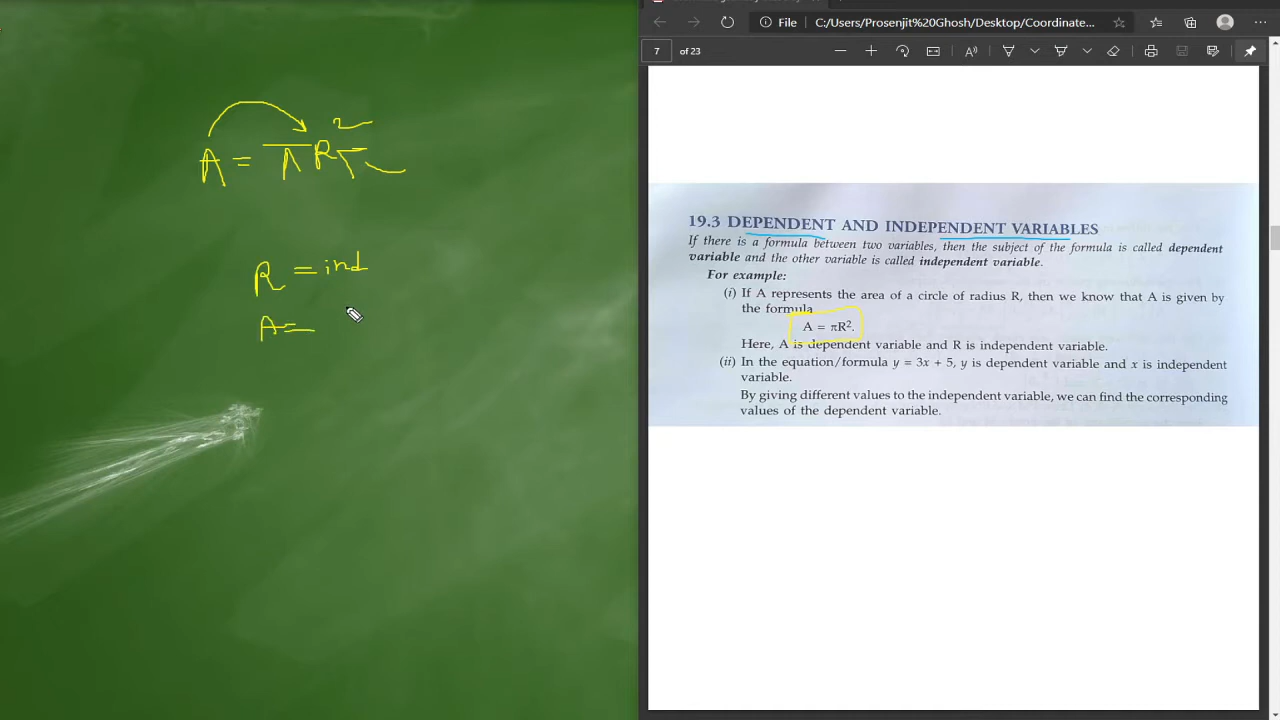 A = πR²
R = ind
A =
File C:/Users/Prosenjit%20Ghosh/Desktop/Coordinate...
7 of 23
19.3 DEPENDENT AND INDEPENDENT VARIABLES
If there is a formula between two variables, then the subject of the formula is called dependent
variable and the other variable is called independent variable.
For example:
(i) If A represents the area of a circle of radius R, then we know that A is given by
the formula
A = πR².
Here, A is dependent variable and R is independent variable.
(ii) In the equation/formula y = 3x + 5, y is dependent variable and x is independent
variable.
By giving different values to the independent variable, we can find the corresponding
values of the dependent variable.